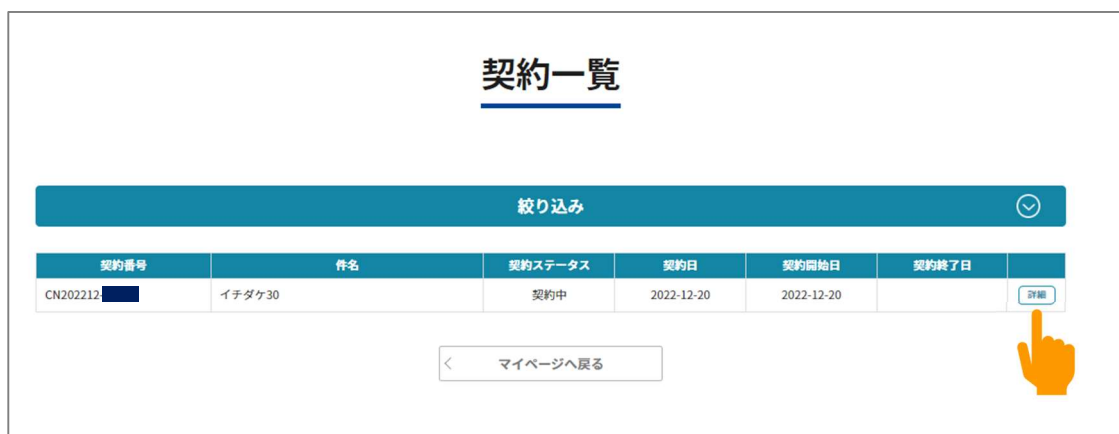 契約一覧
絞り込み
契約番号 件名 契約ステータス 契約日 契約開始日 契約終了日
CN202212- イチダケ30 契約中 2022-12-20 2022-12-20 詳細
マイページへ戻る